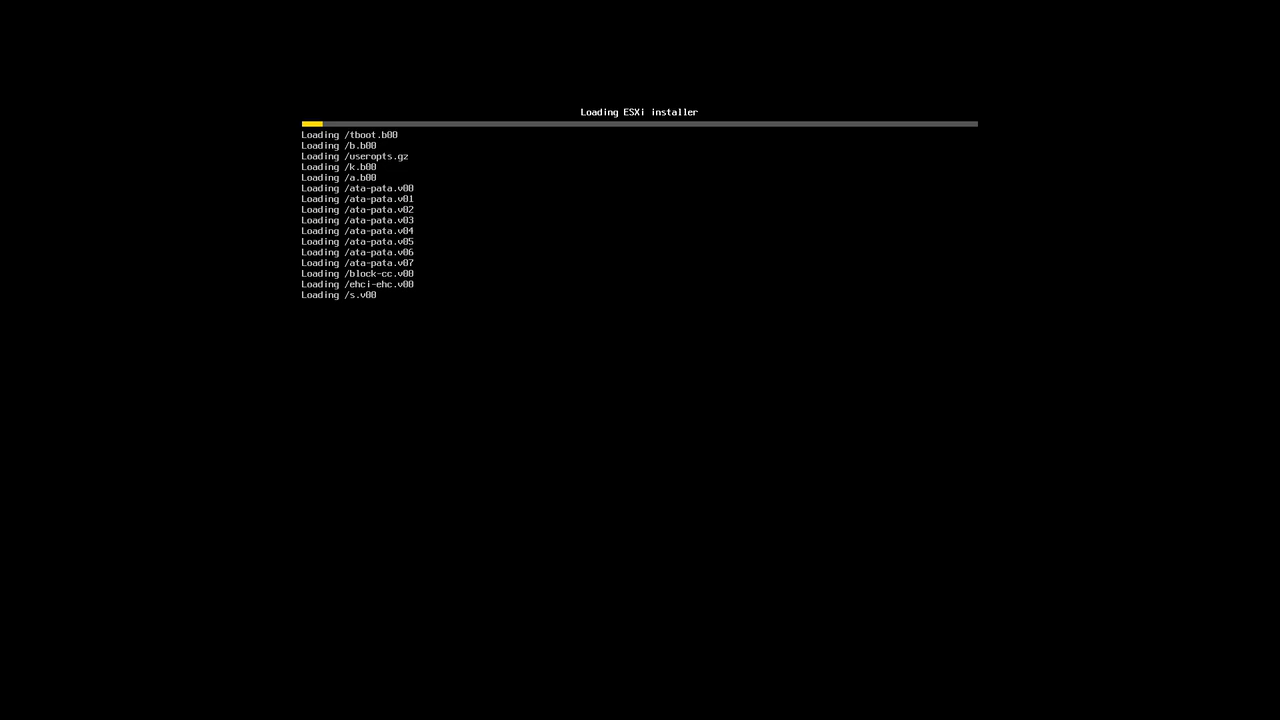 Loading ESXi installer
Loading /tboot.b00
Loading /b.b00
Loading /useropts.gz
Loading /k.b00
Loading /a.b00
Loading /ata-pata.v00
Loading /ata-pata.v01
Loading /ata-pata.v02
Loading /ata-pata.v03
Loading /ata-pata.v04
Loading /ata-pata.v05
Loading /ata-pata.v06
Loading /ata-pata.v07
Loading /block-cc.v00
Loading /ehci-ehc.v00
Loading /s.v00